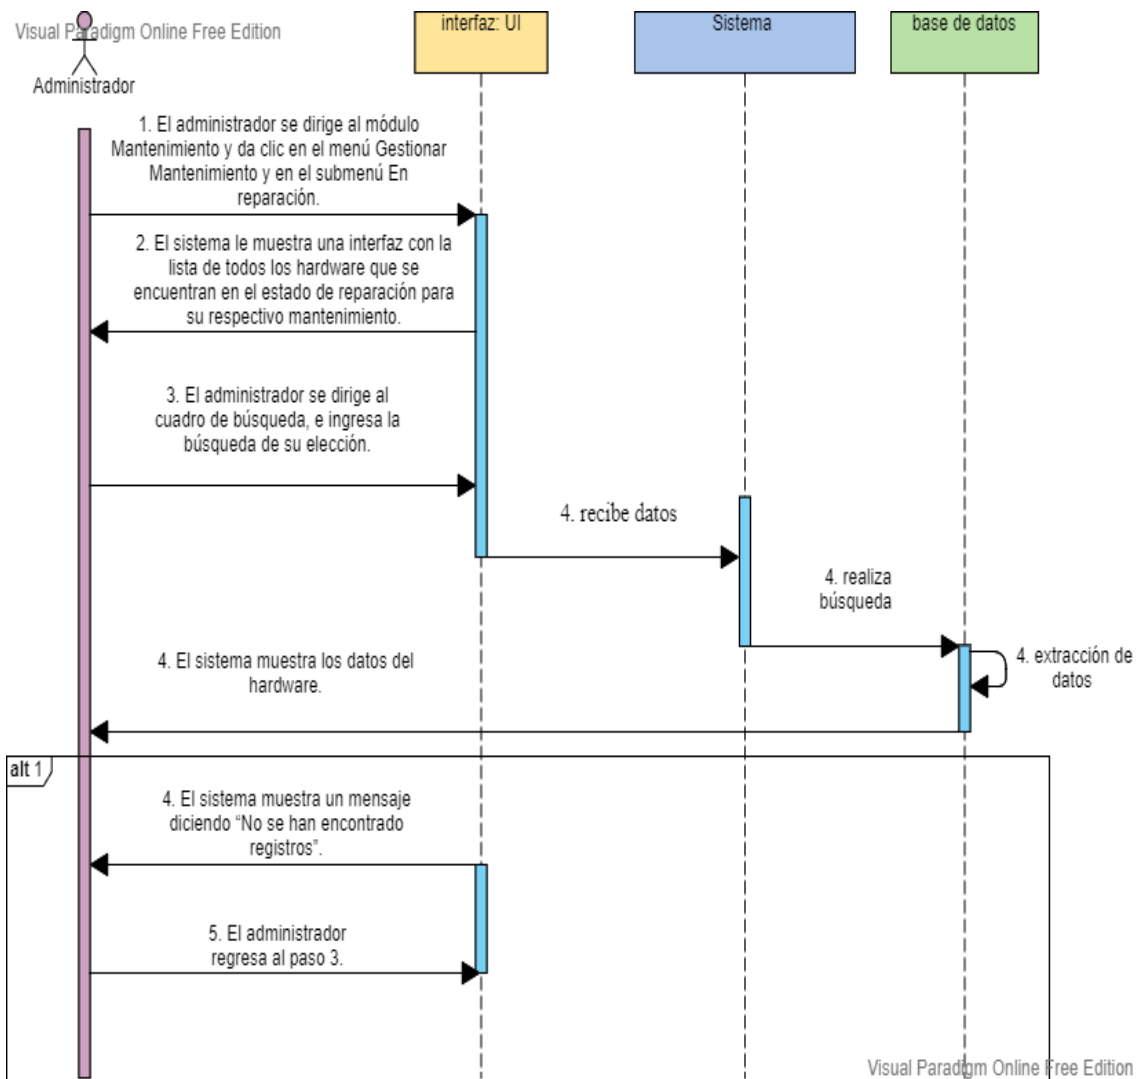 Visual Paradigm Online Free Edition
Administrador
interfaz: UI
Sistema
base de datos
1. El administrador se dirige al módulo
Mantenimiento y da clic en el menú Gestionar
Mantenimiento y en el submenú En
reparación.
2. El sistema le muestra una interfaz con la
lista de todos los hardware que se
encuentran en el estado de reparación para
su respectivo mantenimiento.
3. El administrador se dirige al
cuadro de búsqueda, e ingresa la
búsqueda de su elección.
4. recibe datos
4. realiza
búsqueda
4. extracción de
datos
4. El sistema muestra los datos del
hardware.
alt 1
4. El sistema muestra un mensaje
diciendo “No se han encontrado
registros”.
5. El administrador
regresa al paso 3.
Visual Paradigm Online Free Edition